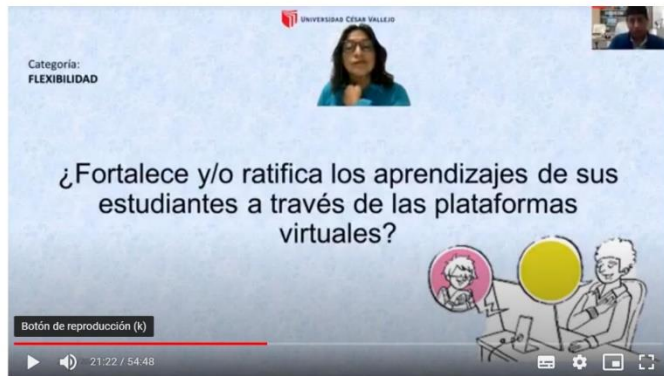 UNIVERSIDAD CÉSAR VALLEJO
Categoría:
FLEXIBILIDAD
¿Fortalece y/o ratifica los aprendizajes de sus
estudiantes a través de las plataformas
virtuales?
Botón de reproducción (k)
21:22 / 54:48